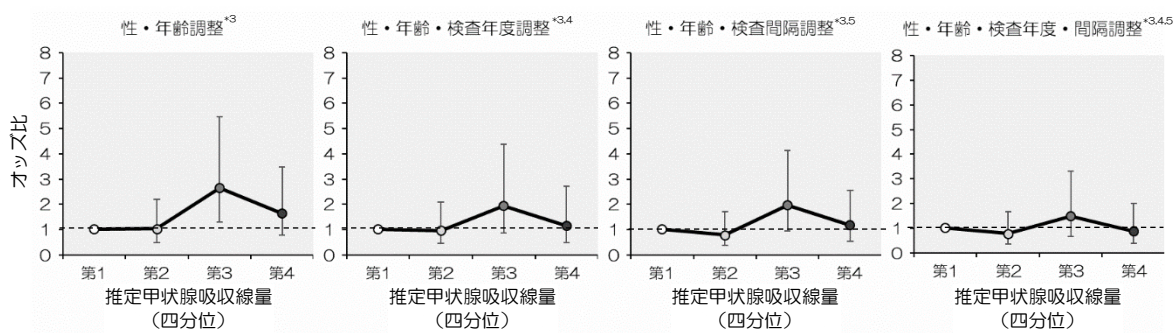 性・年齢調整*3
性・年齢・検査年度調整*3.4
性・年齢・検査間隔調整*3.5
性・年齢・検査年度・間隔調整*3.4.5
オッズ比
8
7
6
5
4
3
2
1
0
8
7
6
5
4
3
2
1
0
8
7
6
5
4
3
2
1
0
8
7
6
5
4
3
2
1
0
第1 第2 第3 第4
第1 第2 第3 第4
第1 第2 第3 第4
第1 第2 第3 第4
推定甲状腺吸収線量
（四分位）
推定甲状腺吸収線量
（四分位）
推定甲状腺吸収線量
（四分位）
推定甲状腺吸収線量
（四分位）